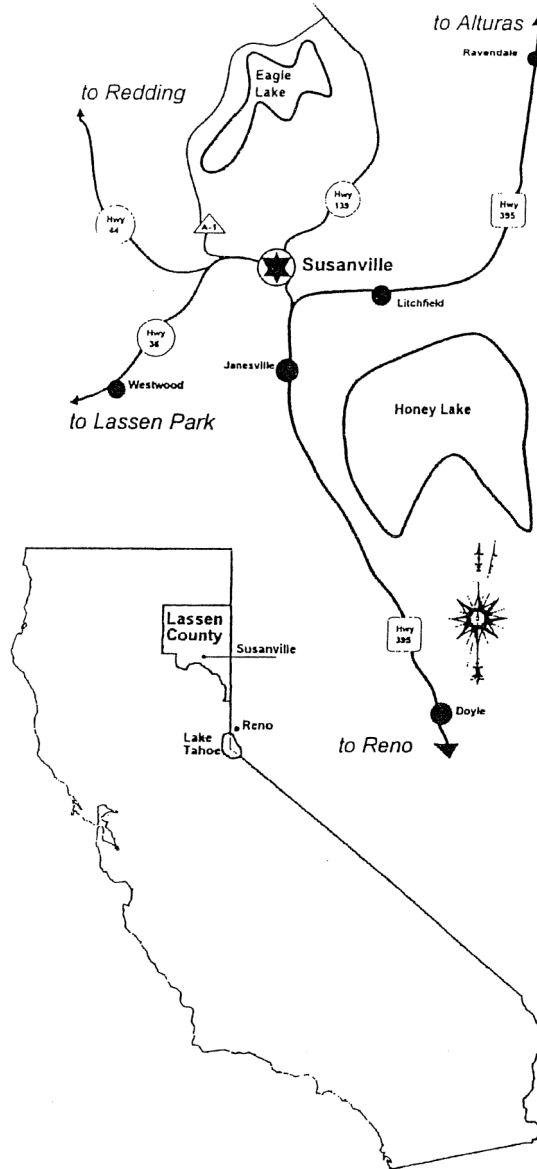 to Alturas
Ravendale
Eagle
Lake
to Redding
Hwy
44
A-1
Hwy
139
Hwy
395
Susanville
Litchfield
Hwy
36
Janesville
Westwood
to Lassen Park
Honey Lake
Lassen
County
Susanville
Hwy
395
Reno
Lake
Tahoe
Doyle
to Reno